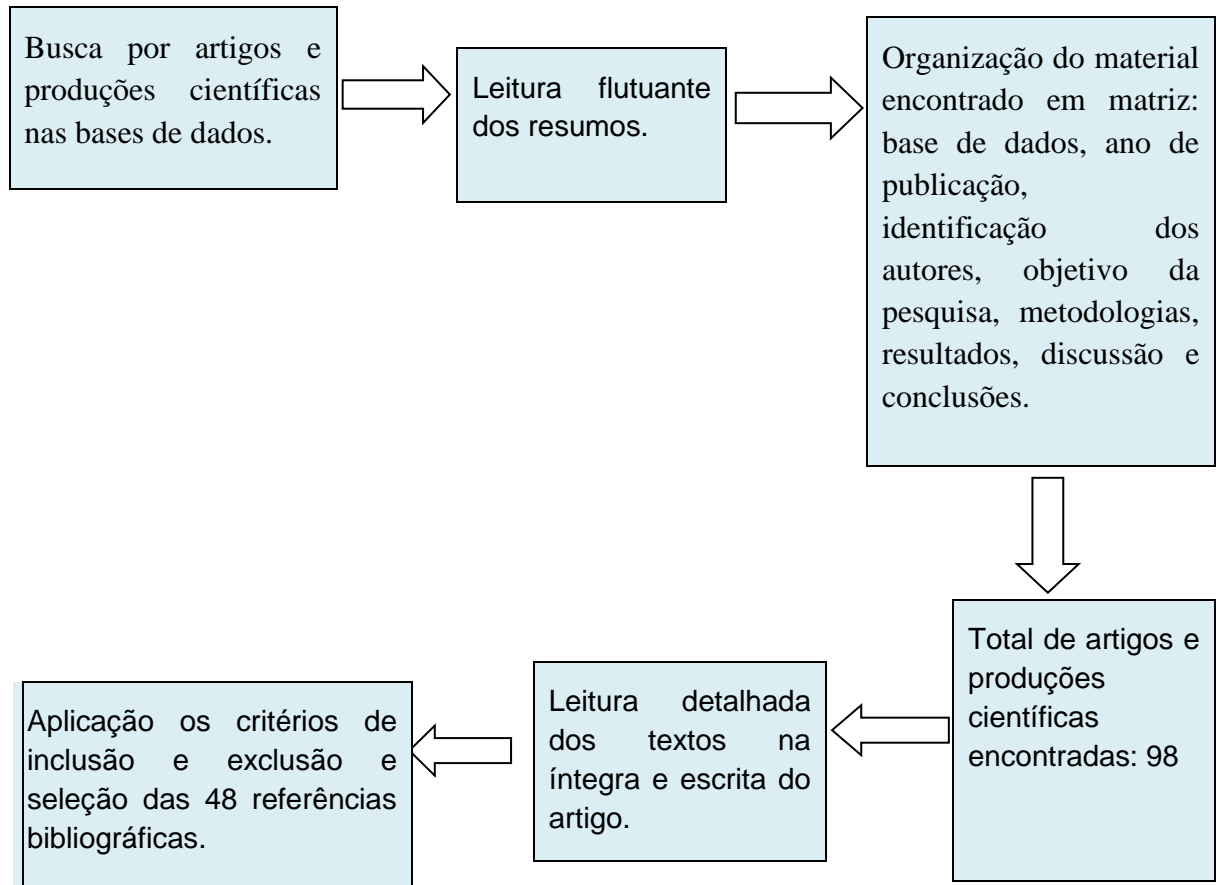 Busca por artigos e
produções científicas
nas bases de dados.
Leitura flutuante
dos resumos.
Organização do material
encontrado em matriz:
base de dados, ano de
publicação,
identificação dos
autores, objetivo da
pesquisa, metodologias,
resultados, discussão e
conclusões.
Total de artigos e
produções
científicas
encontradas: 98
Leitura detalhada
dos textos na
íntegra e escrita do
artigo.
Aplicação os critérios de
inclusão e exclusão e
seleção das 48 referências
bibliográficas.